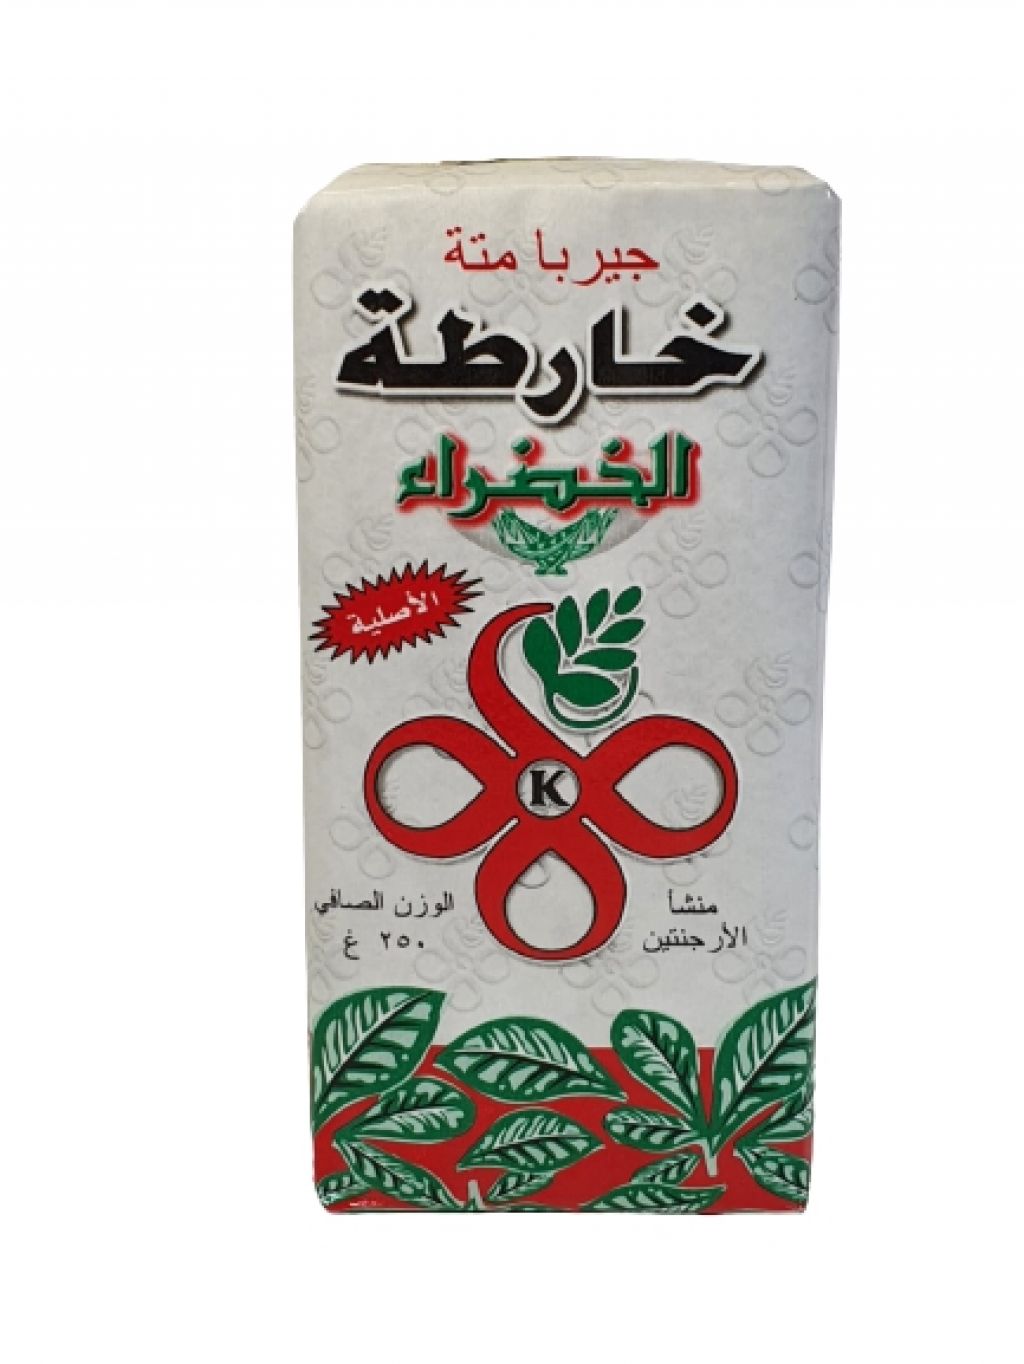 جيربا متة
خارطة
الخضراء
الأصلية
K
منشأ
الأرجنتين
الوزن الصافي
٢٥٠ غ